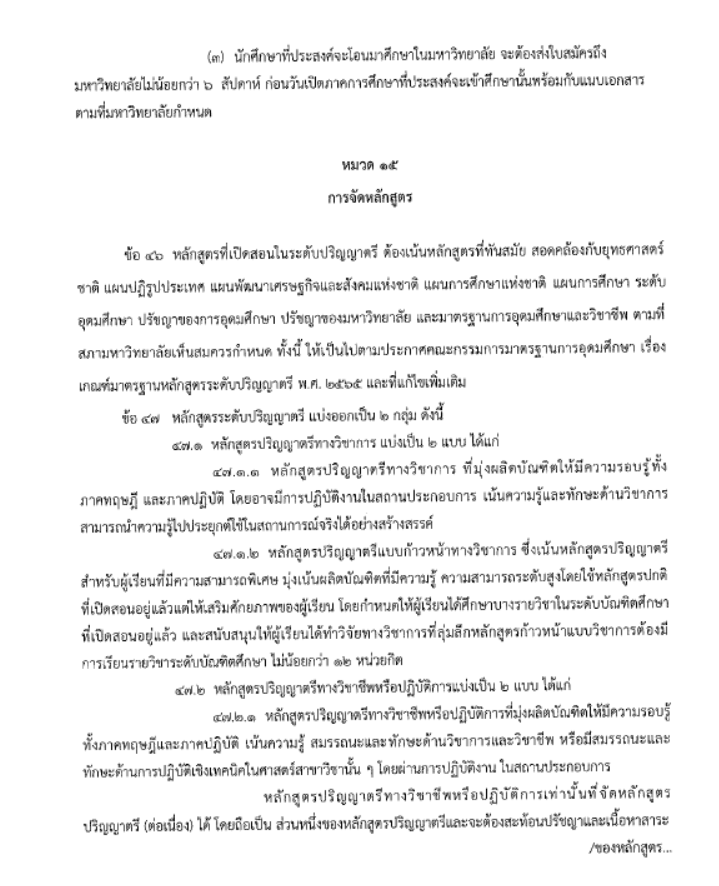 (๓) นักศึกษาที่ประสงค์จะโอนมาศึกษาในมหาวิทยาลัย จะต้องส่งใบสมัครถึง
มหาวิทยาลัยไม่น้อยกว่า ๖ สัปดาห์ ก่อนวันเปิดภาคการศึกษาที่ประสงค์จะเข้าศึกษานั้นพร้อมกับแนบเอกสาร
ตามที่มหาวิทยาลัยกำหนด
หมวด ๑๕
การจัดหลักสูตร
ข้อ ๔๖ หลักสูตรที่เปิดสอนในระดับปริญญาตรี ต้องเน้นหลักสูตรที่ทันสมัย สอดคล้องกับยุทธศาสตร์
ชาติ แผนปฏิรูปประเทศ แผนพัฒนาเศรษฐกิจและสังคมแห่งชาติ แผนการศึกษาแห่งชาติ แผนการศึกษา ระดับ
อุดมศึกษา ปรัชญาของการอุดมศึกษา ปรัชญาของมหาวิทยาลัย และมาตรฐานการอุดมศึกษาและวิชาชีพ ตามที่
สภามหาวิทยาลัยเห็นสมควรกำหนด ทั้งนี้ ให้เป็นไปตามประกาศคณะกรรมการมาตรฐานการอุดมศึกษา เรื่อง
เกณฑ์มาตรฐานหลักสูตรระดับปริญญาตรี พ.ศ. ๒๕๖๕ และที่แก้ไขเพิ่มเติม
ข้อ ๔๗ หลักสูตรระดับปริญญาตรี แบ่งออกเป็น ๒ กลุ่ม ดังนี้
๔๗.๑ หลักสูตรปริญญาตรีทางวิชาการ แบ่งเป็น ๒ แบบ ได้แก่
๔๗.๑.๑ หลักสูตรปริญญาตรีทางวิชาการ ที่มุ่งผลิตบัณฑิตให้มีความรอบรู้ทั้ง
ภาคทฤษฎี และภาคปฏิบัติ โดยอาจมีการปฏิบัติงานในสถานประกอบการ เน้นความรู้และทักษะด้านวิชาการ
สามารถนำความรู้ไปประยุกต์ใช้ในสถานการณ์จริงได้อย่างสร้างสรรค์
๔๗.๑.๒ หลักสูตรปริญญาตรีแบบก้าวหน้าทางวิชาการ ซึ่งเน้นหลักสูตรปริญญาตรี
สำหรับผู้เรียนที่มีความสามารถพิเศษ มุ่งเน้นผลิตบัณฑิตที่มีความรู้ ความสามารถระดับสูงโดยใช้หลักสูตรปกติ
ที่เปิดสอนอยู่แล้วแต่ให้เสริมศักยภาพของผู้เรียน โดยกำหนดให้ผู้เรียนได้ศึกษาบางรายวิชาในระดับบัณฑิตศึกษา
ที่เปิดสอนอยู่แล้ว และสนับสนุนให้ผู้เรียนได้ทำวิจัยทางวิชาการที่ลุ่มลึกหลักสูตรก้าวหน้าแบบวิชาการต้องมี
การเรียนรายวิชาระดับบัณฑิตศึกษา ไม่น้อยกว่า ๑๒ หน่วยกิต
๔๗.๒ หลักสูตรปริญญาตรีทางวิชาชีพหรือปฏิบัติการแบ่งเป็น ๒ แบบ ได้แก่
๔๗.๒.๑ หลักสูตรปริญญาตรีทางวิชาชีพหรือปฏิบัติการที่มุ่งผลิตบัณฑิตให้มีความรอบรู้
ทั้งภาคทฤษฎีและภาคปฏิบัติ เน้นความรู้ สมรรถนะและทักษะด้านวิชาการและวิชาชีพ หรือมีสมรรถนะและ
ทักษะด้านการปฏิบัติเชิงเทคนิคในศาสตร์สาขาวิชานั้น ๆ โดยผ่านการปฏิบัติงาน ในสถานประกอบการ
หลักสูตรปริญญาตรีทางวิชาชีพหรือปฏิบัติการเท่านั้นที่จัดหลักสูตร
ปริญญาตรี (ต่อเนื่อง) ได้ โดยถือเป็น ส่วนหนึ่งของหลักสูตรปริญญาตรีและจะต้องสะท้อนปรัชญาและเนื้อหาสาระ
/ของหลักสูตร...